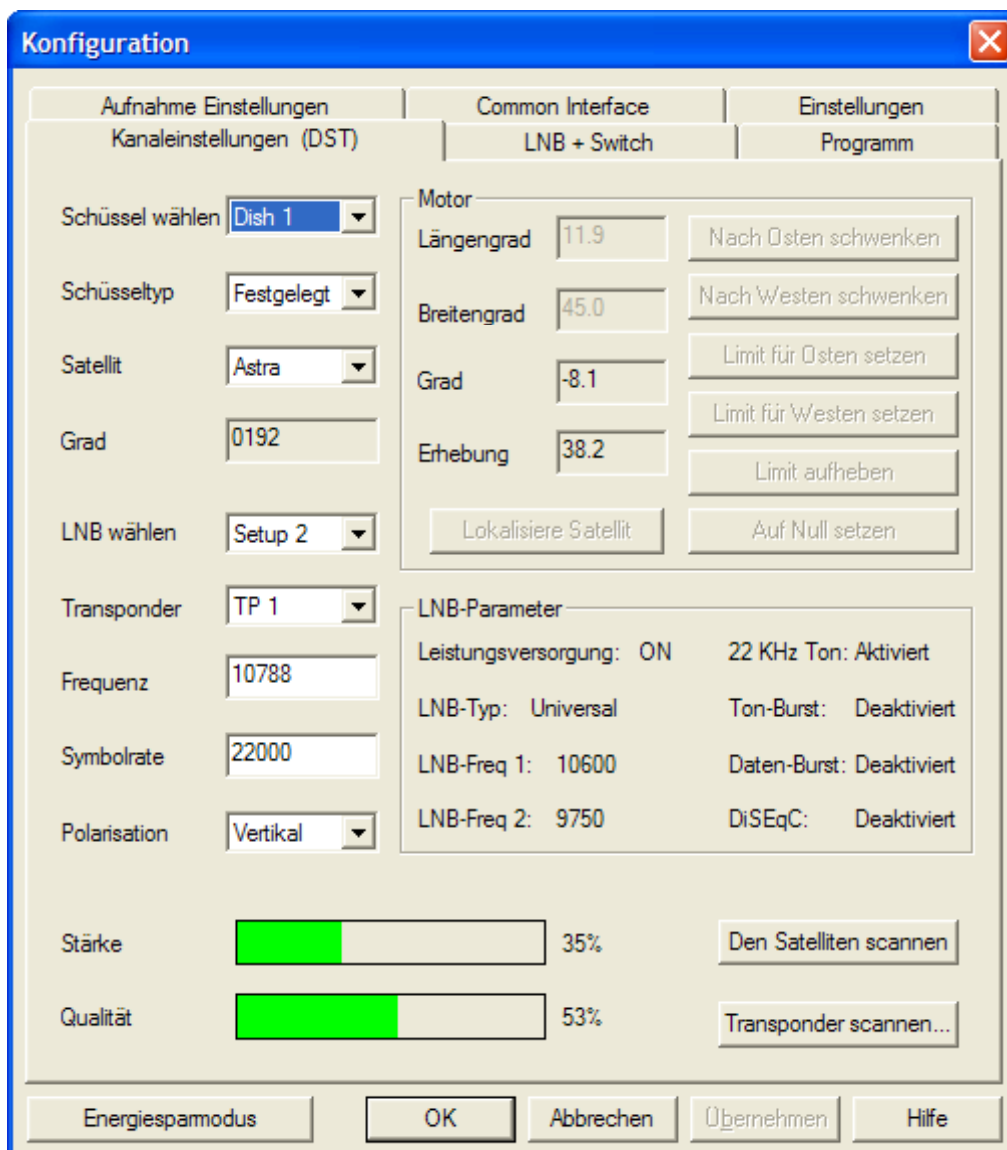 Konfiguration
Aufnahme Einstellungen
Common Interface
Einstellungen
Kanaleinstellungen (DST)
LNB + Switch
Programm
Schüssel wählen Dish 1
Schüsseltyp Festgelegt
Satellit Astra
Grad 0192
LNB wählen Setup 2
Transponder TP 1
Frequenz 10788
Symbolrate 22000
Polarisation Vertikal
Motor
Längengrad 11.9
Breitengrad 45.0
Grad -8.1
Erhebung 38.2
Lokalisiere Satellit
Nach Osten schwenken
Nach Westen schwenken
Limit für Osten setzen
Limit für Westen setzen
Limit aufheben
Auf Null setzen
LNB-Parameter
Leistungsversorgung: ON 22 KHz Ton: Aktiviert
LNB-Typ: Universal Ton-Burst: Deaktiviert
LNB-Freq 1: 10600 Daten-Burst: Deaktiviert
LNB-Freq 2: 9750 DiSEqC: Deaktiviert
Stärke 35%
Den Satelliten scannen
Qualität 53%
Transponder scannen...
Energiesparmodus
OK
Abbrechen
Übernehmen
Hilfe